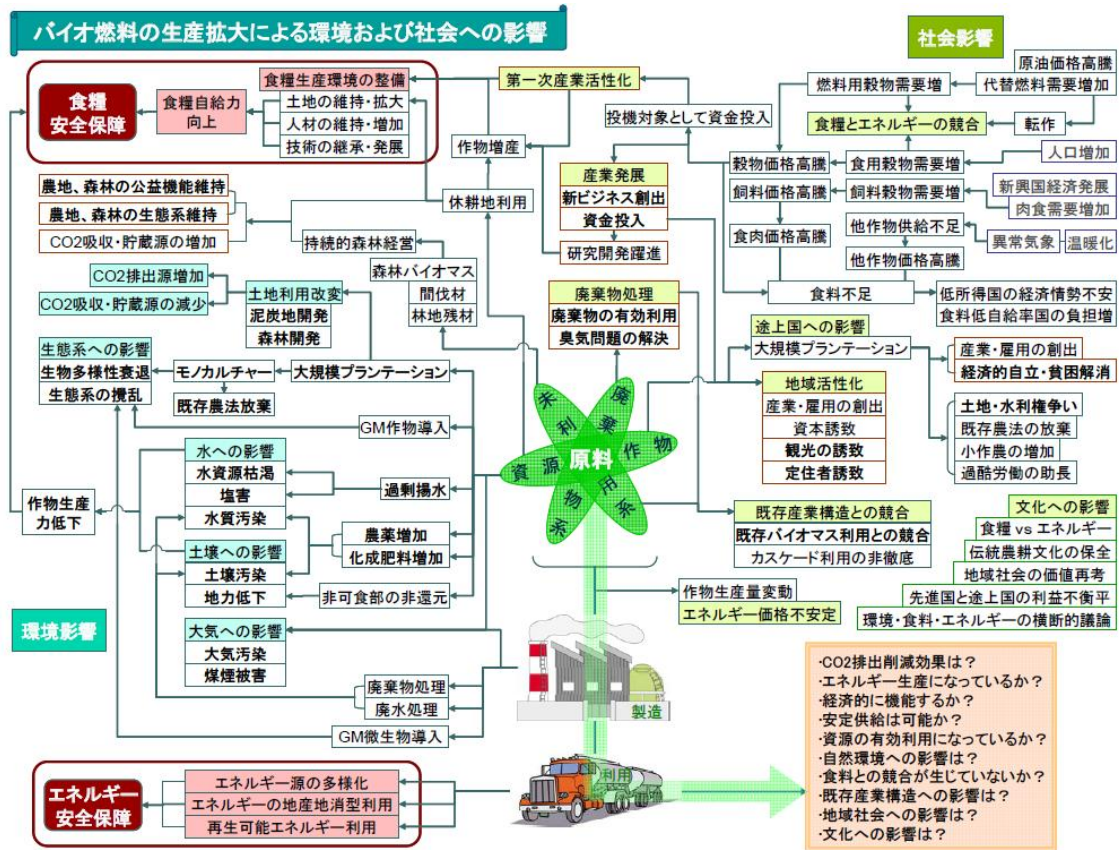 バイオ燃料の生産拡大による環境および社会への影響
社会影響
食糧
安全保障
食糧自給力
向上
食糧生産環境の整備
土地の維持・拡大
人材の維持・増加
技術の継承・発展
第一次産業活性化
作物増産
休耕地利用
投機対象として資金投入
産業発展
新ビジネス創出
資金投入
研究開発躍進
原油価格高騰
代替燃料需要増加
燃料用穀物需要増
食糧とエネルギーの競合
転作
穀物価格高騰
食用穀物需要増
人口増加
飼料価格高騰
飼料穀物需要増
新興国経済発展
肉食需要増加
食肉価格高騰
他作物供給不足
異常気象
温暖化
他作物価格高騰
食料不足
低所得国の経済情勢不安
食料低自給率国の負担増
農地、森林の公益機能維持
農地、森林の生態系維持
CO2吸収・貯蔵源の増加
持続的森林経営
森林バイオマス
間伐材
林地残材
CO2排出源増加
CO2吸収・貯蔵源の減少
土地利用改変
泥炭地開発
森林開発
廃棄物処理
廃棄物の有効利用
臭気問題の解決
途上国への影響
大規模プランテーション
産業・雇用の創出
経済的自立・貧困解消
土地・水利権争い
既存農法の放棄
小作農の増加
過酷労働の助長
地域活性化
産業・雇用の創出
資本誘致
観光の誘致
定住者誘致
生態系への影響
生物多様性衰退
生態系の攪乱
モノカルチャー
大規模プランテーション
既存農法放棄
GM作物導入
未利用系
廃棄物系
資源作物
原料
水への影響
水資源枯渇
塩害
水質汚染
過剰揚水
作物生産
力低下
農薬増加
化成肥料増加
土壌への影響
土壌汚染
地力低下
非可食部の非還元
既存産業構造との競合
既存バイオマス利用との競合
カスケード利用の非徹底
文化への影響
食糧 vs エネルギー
伝統農耕文化の保全
地域社会の価値再考
先進国と途上国の利益不衡平
環境・食料・エネルギーの横断的議論
作物生産量変動
エネルギー価格不安定
環境影響
大気への影響
大気汚染
煤煙被害
廃棄物処理
廃水処理
GM微生物導入
製造
利用
エネルギー
安全保障
エネルギー源の多様化
エネルギーの地産地消型利用
再生可能エネルギー利用
・CO2排出削減効果は？
・エネルギー生産になっているか？
・経済的に機能するか？
・安定供給は可能か？
・資源の有効利用になっているか？
・自然環境への影響は？
・食料との競合が生じていないか？
・既存産業構造への影響は？
・地域社会への影響は？
・文化への影響は？